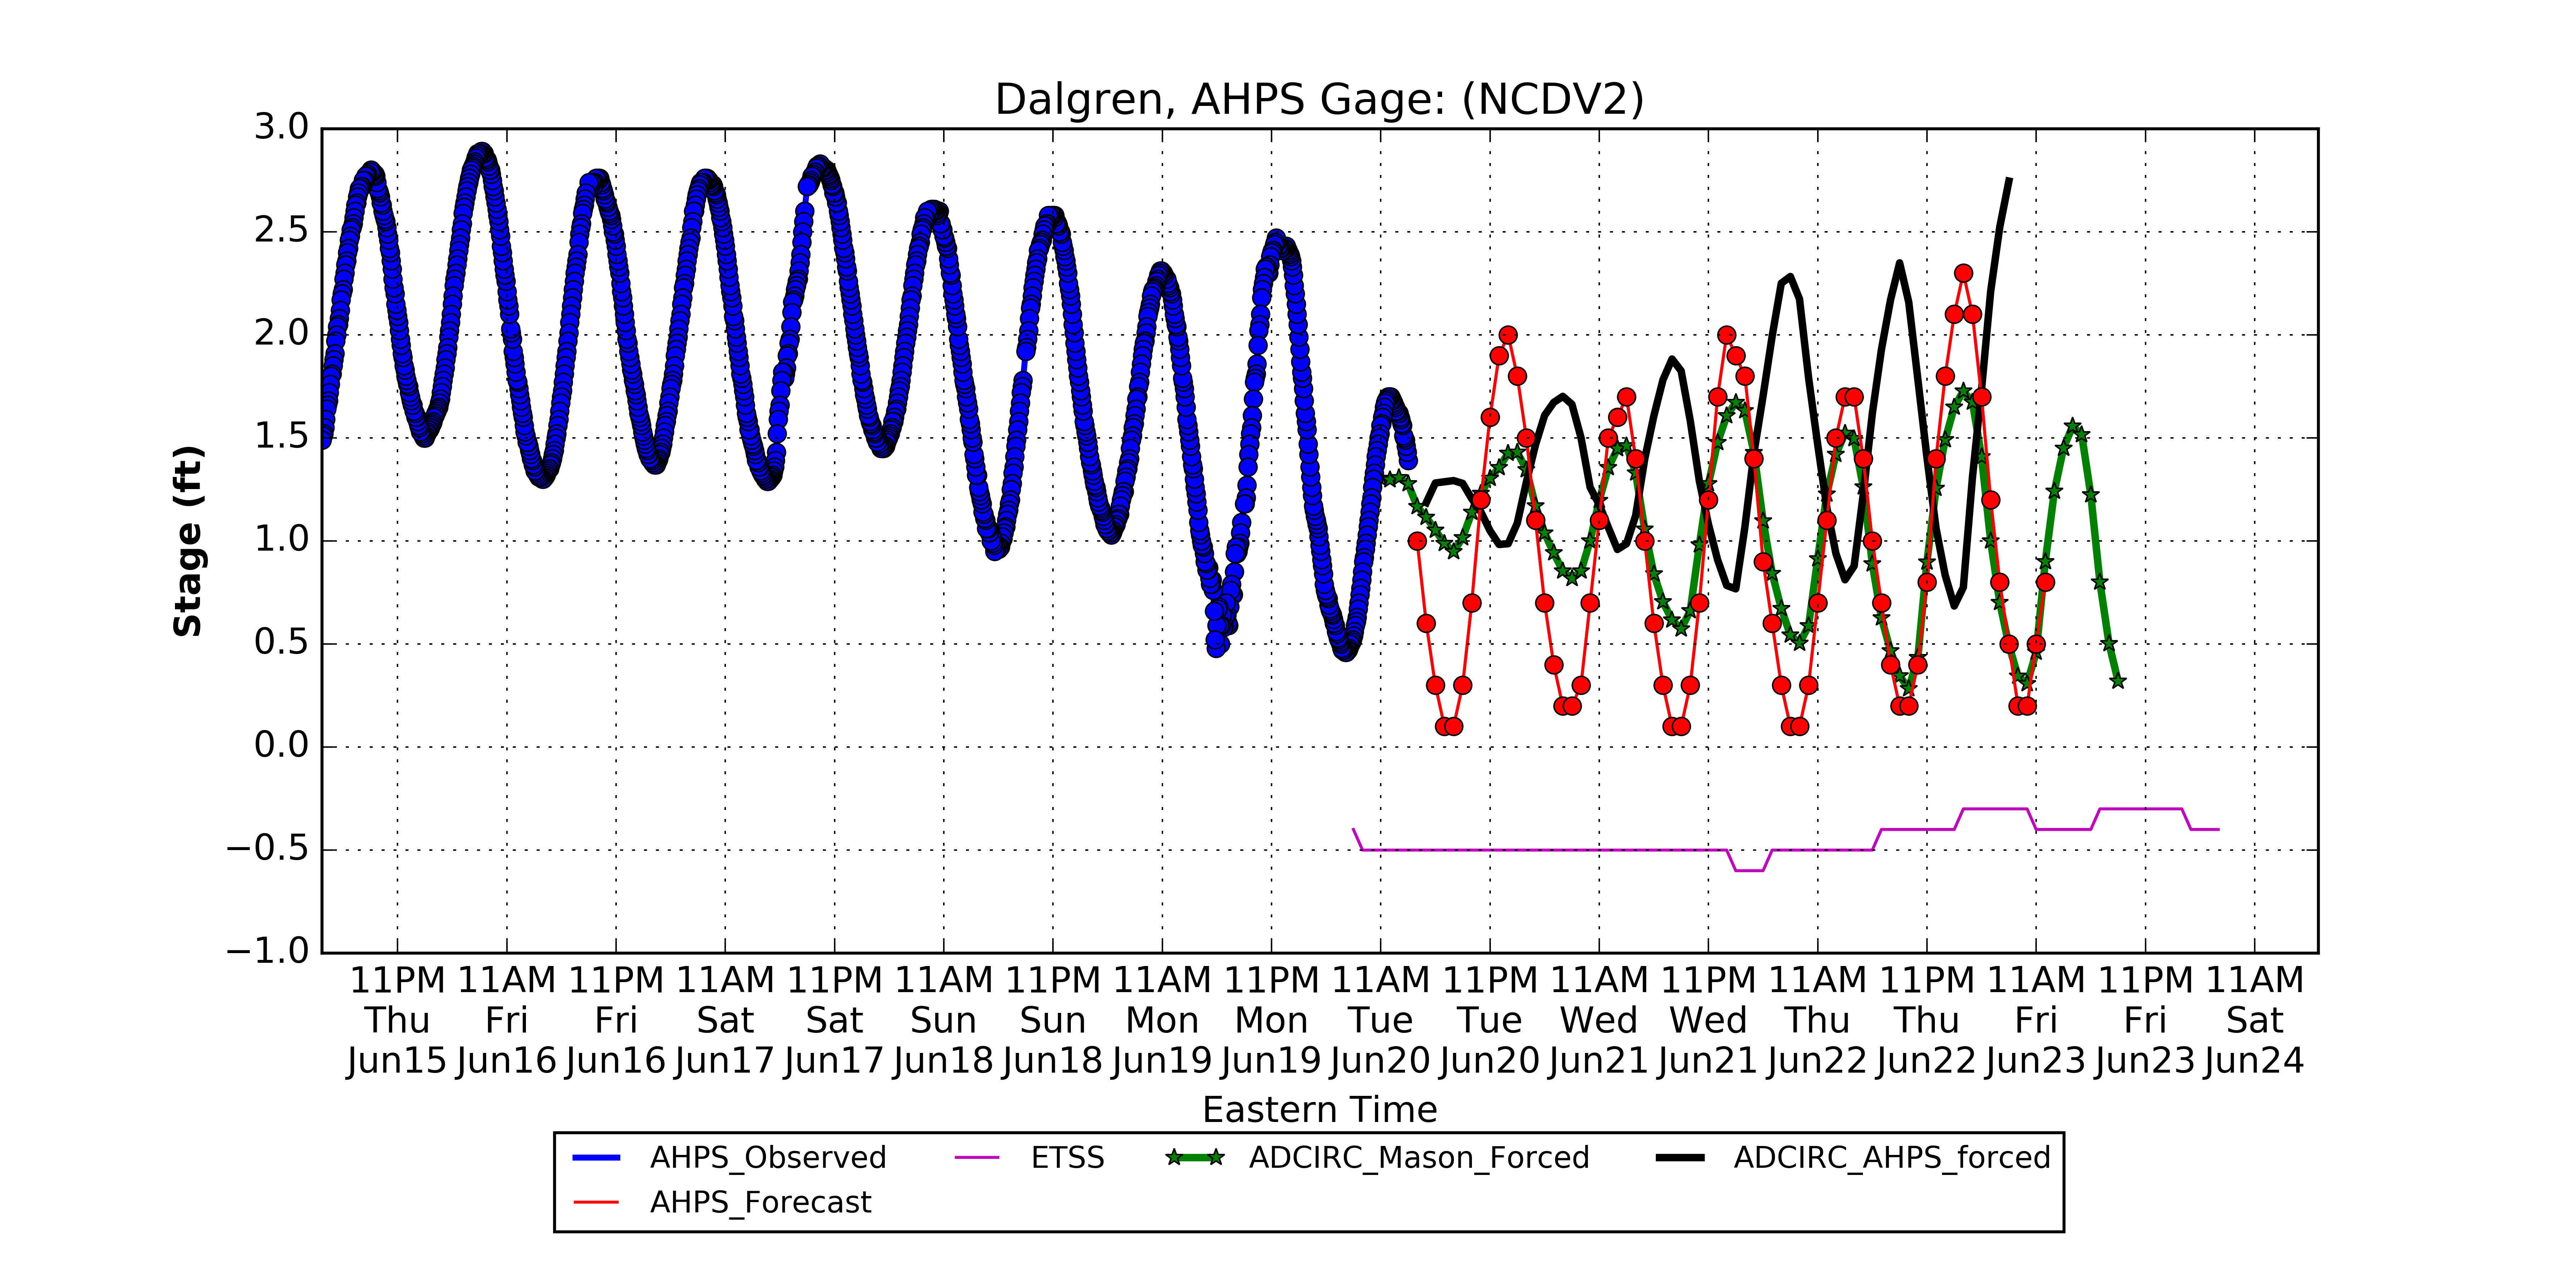 Dalgren, AHPS Gage: (NCDV2)
3.0
2.5
2.0
1.5
1.0
0.5
0.0
−0.5
−1.0
Stage (ft)
11PM 11AM 11PM 11AM 11PM 11AM 11PM 11AM 11PM 11AM 11PM 11AM 11PM 11AM 11PM 11AM 11PM 11AM
Thu Fri Fri Sat Sat Sun Sun Mon Mon Tue Tue Wed Wed Thu Thu Fri Fri Sat
Jun15 Jun16 Jun16 Jun17 Jun17 Jun18 Jun18 Jun19 Jun19 Jun20 Jun20 Jun21 Jun21 Jun22 Jun22 Jun23 Jun23 Jun24
Eastern Time
AHPS_Observed ETSS ADCIRC_Mason_Forced ADCIRC_AHPS_forced
AHPS_Forecast